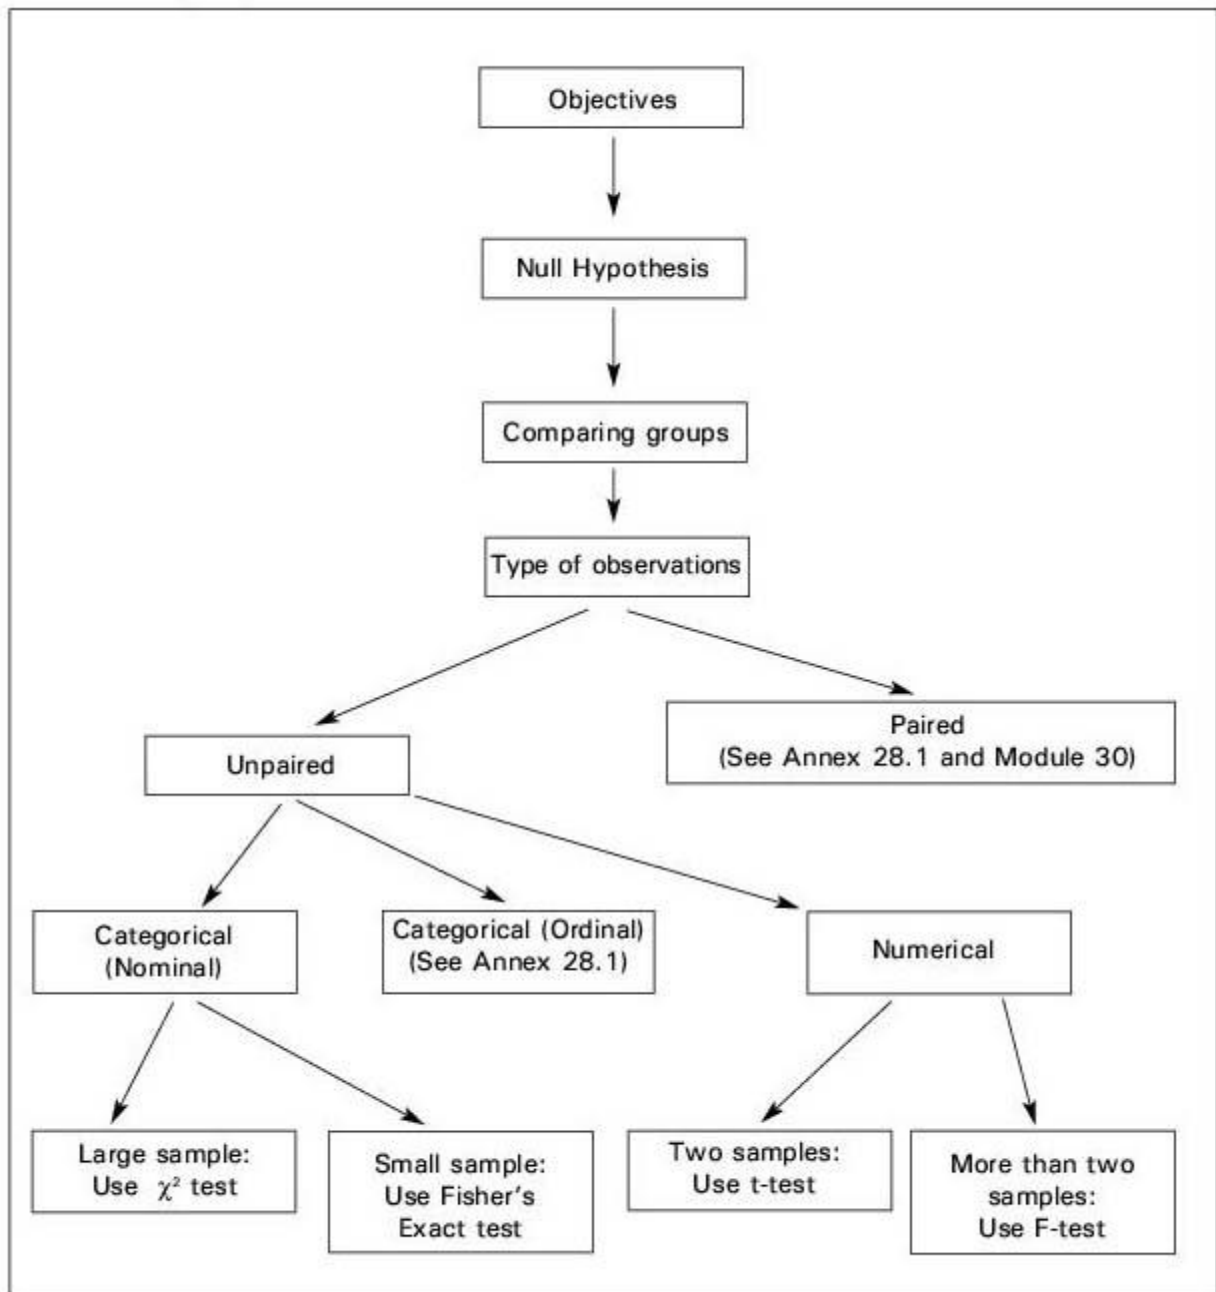 Objectives
Null Hypothesis
Comparing groups
Type of observations
Paired
(See Annex 28.1 and Module 30)
Unpaired
Categorical
(Nominal)
Categorical (Ordinal)
(See Annex 28.1)
Numerical
Large sample:
Use χ² test
Small sample:
Use Fisher's
Exact test
Two samples:
Use t-test
More than two
samples:
Use F-test